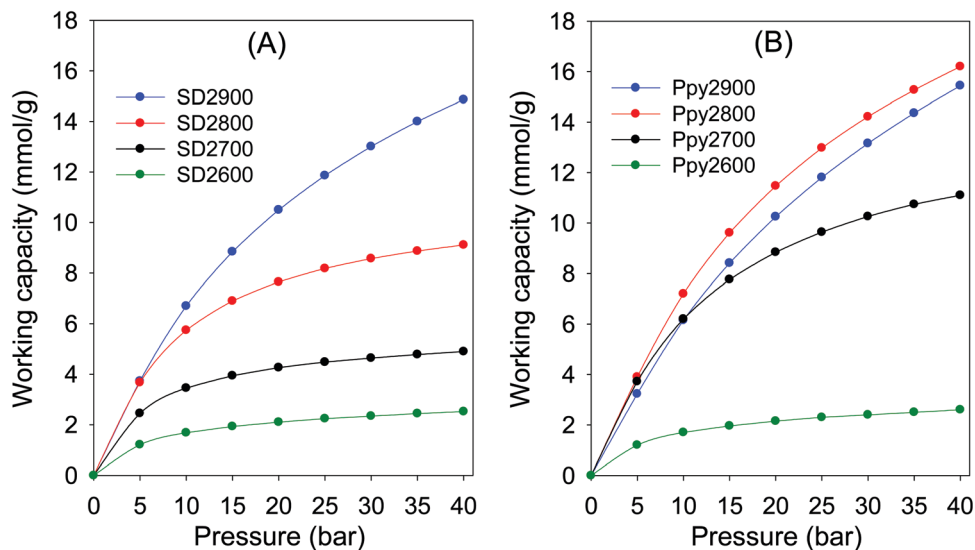 (A)
SD2900
SD2800
SD2700
SD2600
Working capacity (mmol/g)
18
16
14
12
10
8
6
4
2
0
0 5 10 15 20 25 30 35 40
Pressure (bar)
(B)
Ppy2900
Ppy2800
Ppy2700
Ppy2600
Working capacity (mmol/g)
18
16
14
12
10
8
6
4
2
0
0 5 10 15 20 25 30 35 40
Pressure (bar)